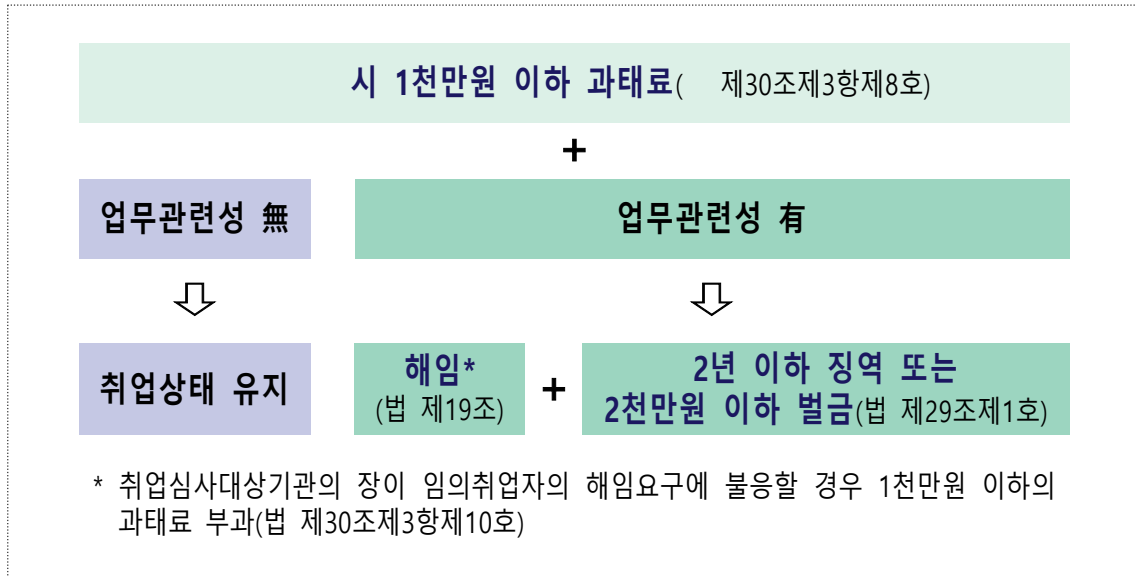 시 1천만원 이하 과태료( 제30조제3항제8호)
+
업무관련성 無
업무관련성 有
취업상태 유지
해임*
(법 제19조)
+
2년 이하 징역 또는
2천만원 이하 벌금(법 제29조제1호)
* 취업심사대상기관의 장이 임의취업자의 해임요구에 불응할 경우 1천만원 이하의
과태료 부과(법 제30조제3항제10호)